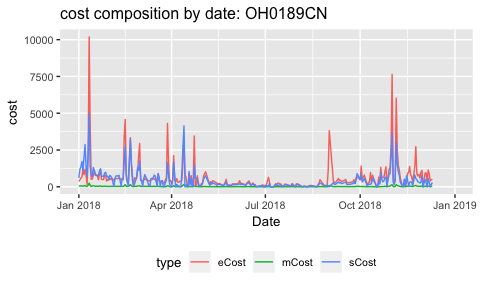 cost composition by date: OH0189CN
10000
7500
5000
2500
0
cost
Jan 2018 Apr 2018 Jul 2018 Oct 2018 Jan 2019
Date
type eCost mCost sCost